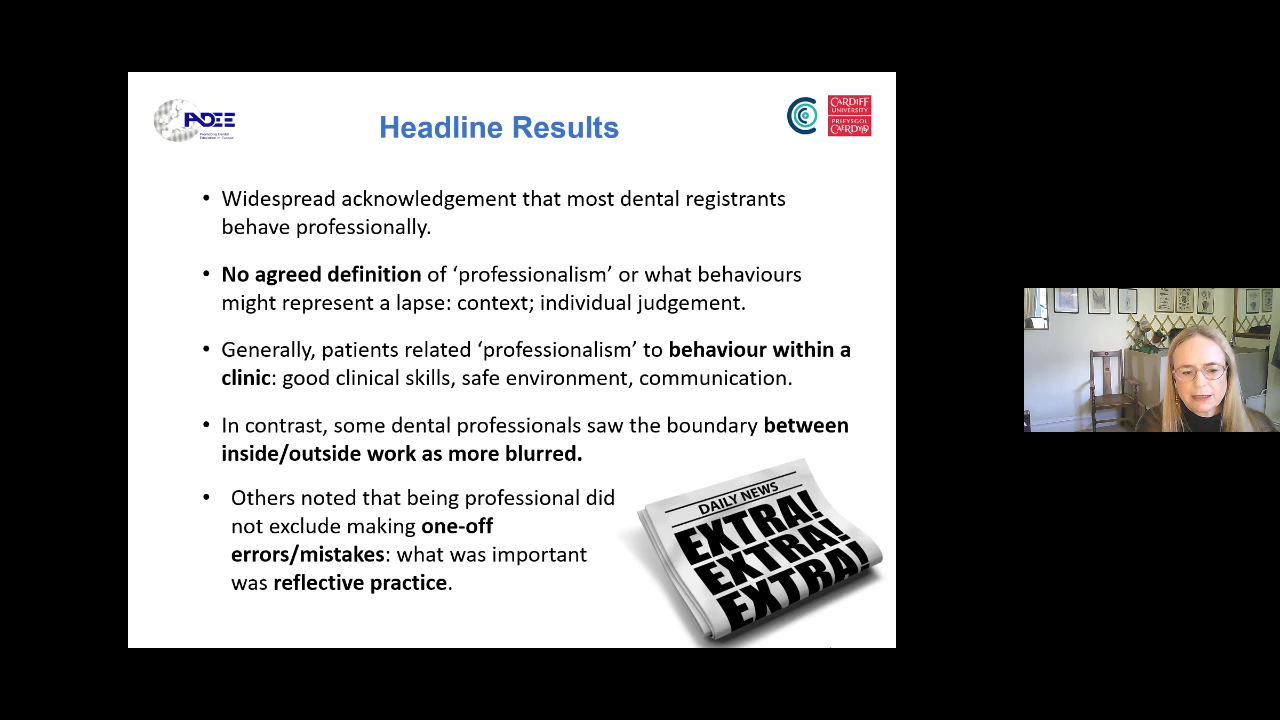 ADEE
Headline Results
CARDIFF
UNIVERSITY
PRIFYSGOL
CAERDYDD
• Widespread acknowledgement that most dental registrants
behave professionally.
• No agreed definition of ‘professionalism’ or what behaviours
might represent a lapse: context; individual judgement.
• Generally, patients related ‘professionalism’ to behaviour within a
clinic: good clinical skills, safe environment, communication.
• In contrast, some dental professionals saw the boundary between
inside/outside work as more blurred.
• Others noted that being professional did
not exclude making one-off
errors/mistakes: what was important
was reflective practice.
DAILY NEWS
EXTRA!
EXTRA!
EXTRA!